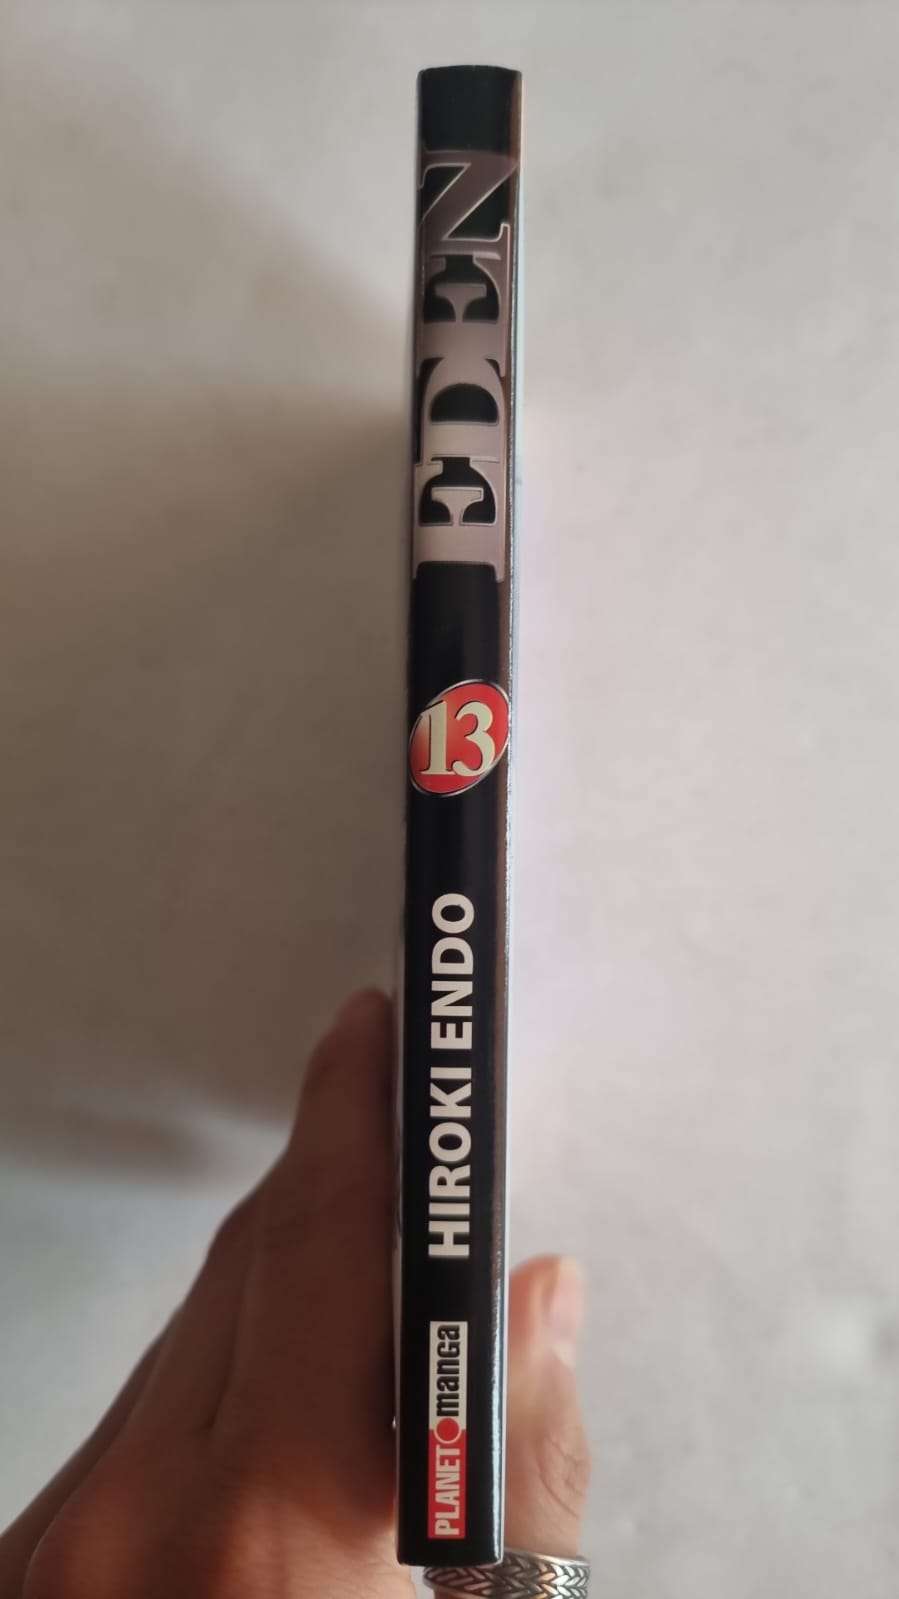 EDEN
13
HIROKI ENDO
PLANET manga